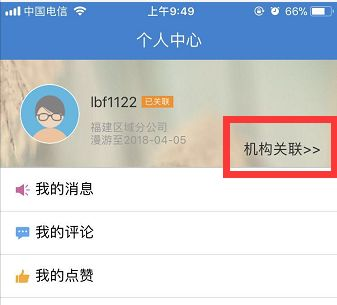 中国电信 上午9:49 66%
个人中心
lbf1122 已关联
福建区域分公司
漫游至2018-04-05
机构关联>>
我的消息
我的评论
我的点赞